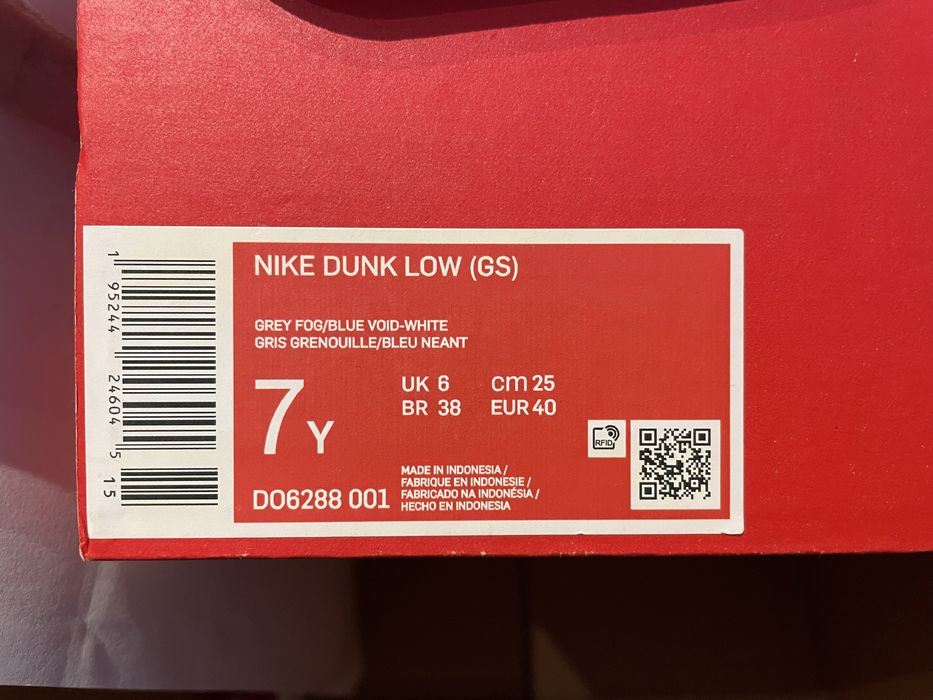 NIKE DUNK LOW (GS)
GREY FOG/BLUE VOID-WHITE
GRIS GRENOUILLE/BLEU NEANT
7Y
UK 6 cm 25
BR 38 EUR 40
RFID
MADE IN INDONESIA /
FABRIQUE EN INDONESIE /
FABRICADO NA INDONÉSIA /
HECHO EN INDONESIA
DO6288 001
1 95244 24604 5 15